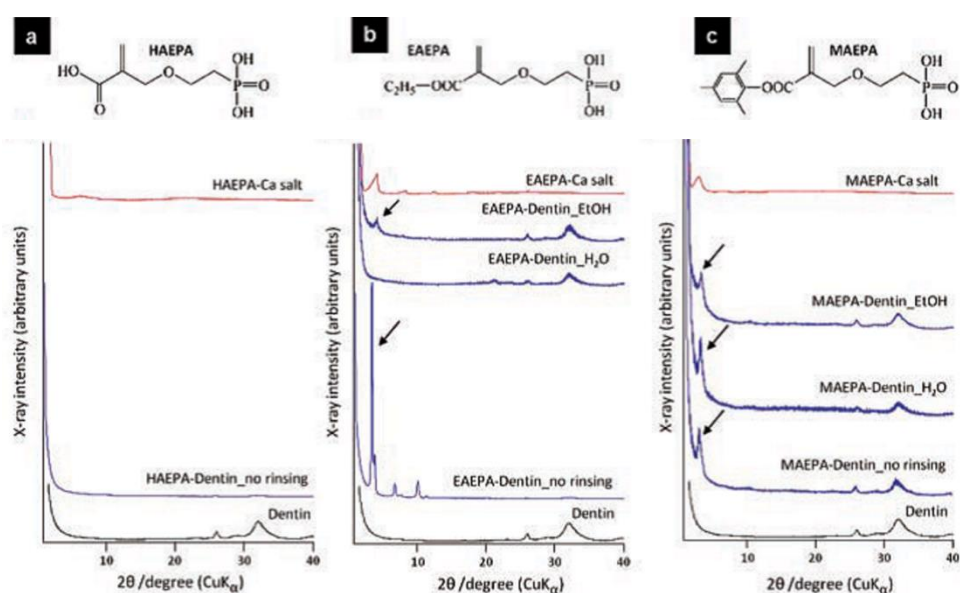 a
HAEPA
HO
O
O
OH
P=O
OH
X-ray intensity (arbitrary units)
HAEPA-Ca salt
HAEPA-Dentin_no rinsing
Dentin
10
20
30
40
2θ /degree (CuKα)
b
EAEPA
C₂H₅—OOC
O
OH
P=O
OH
X-ray intensity (arbitrary units)
EAEPA-Ca salt
EAEPA-Dentin_EtOH
EAEPA-Dentin_H₂O
EAEPA-Dentin_no rinsing
Dentin
10
20
30
40
2θ /degree (CuKα)
c
MAEPA
OOC
O
OH
P=O
OH
X-ray intensity (arbitrary units)
MAEPA-Ca salt
MAEPA-Dentin_EtOH
MAEPA-Dentin_H₂O
MAEPA-Dentin_no rinsing
Dentin
10
20
30
40
2θ /degree (CuKα)